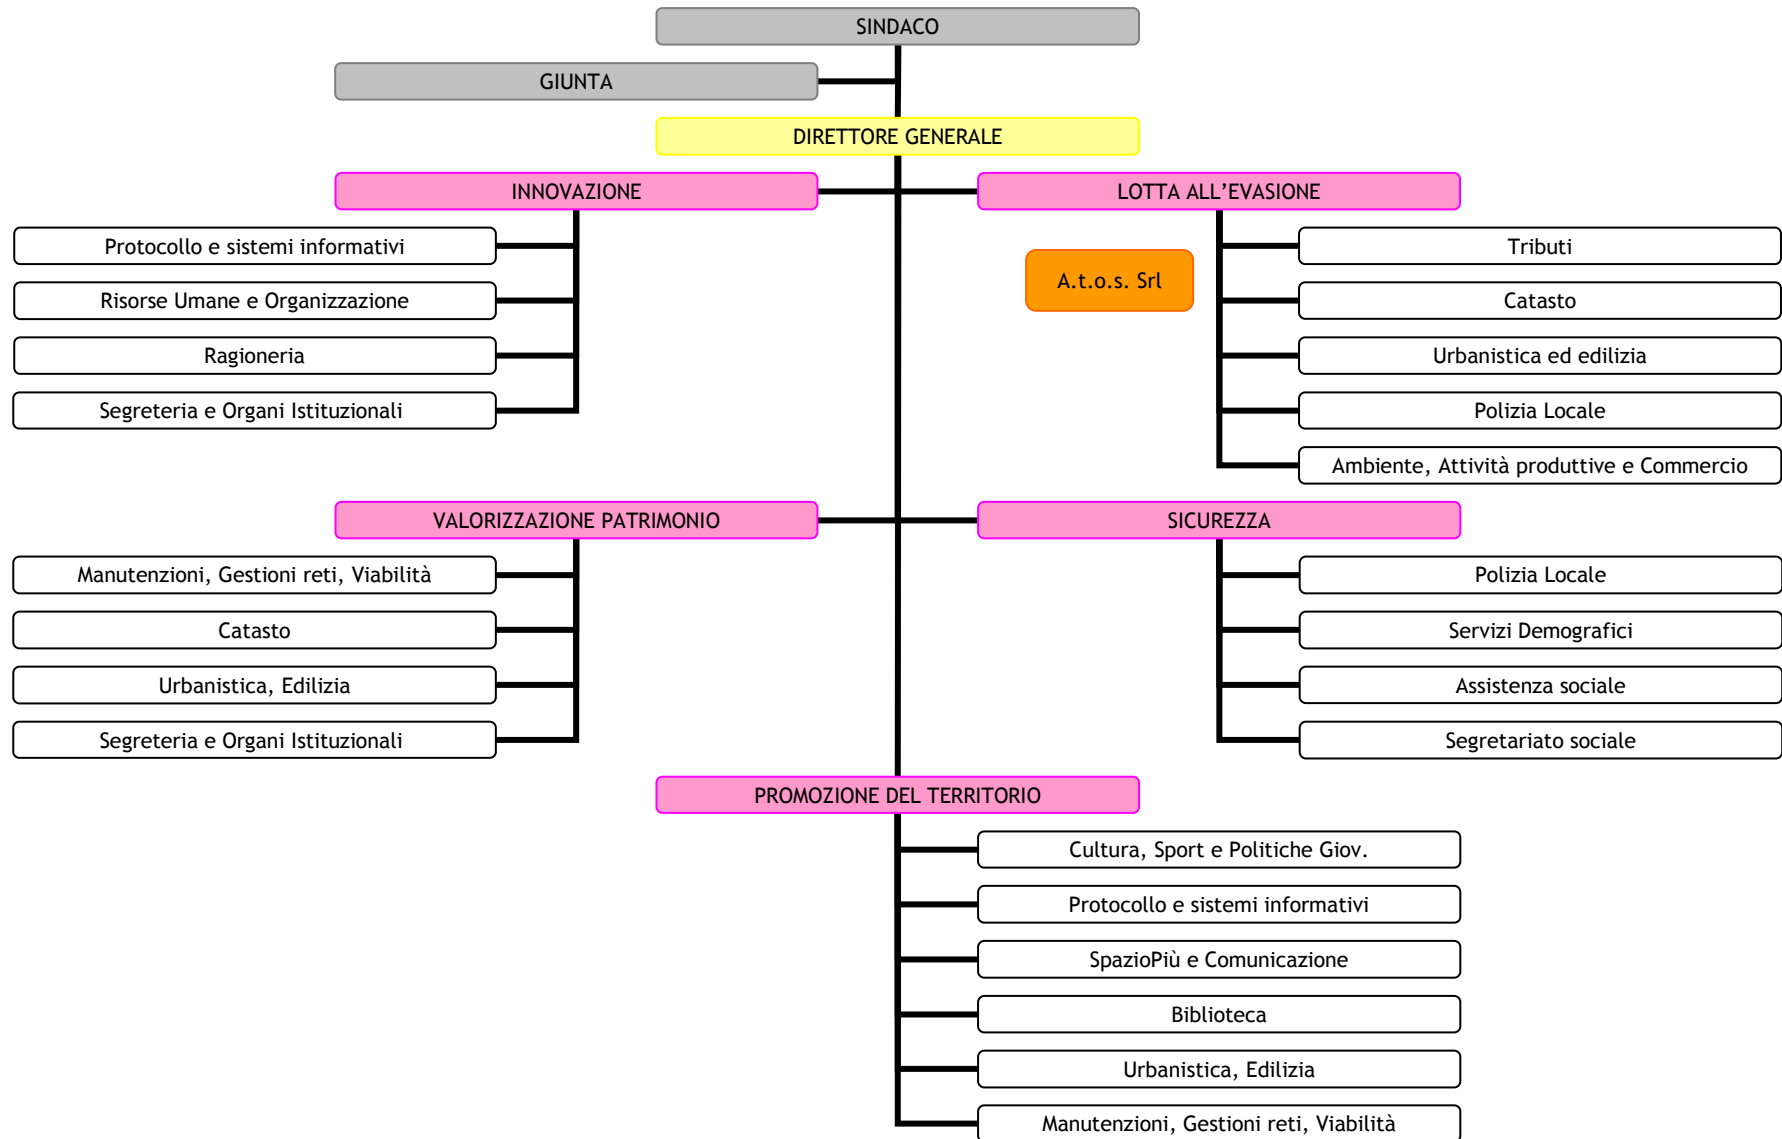 SINDACO
GIUNTA
DIRETTORE GENERALE
INNOVAZIONE
Protocollo e sistemi informativi
Risorse Umane e Organizzazione
Ragioneria
Segreteria e Organi Istituzionali
LOTTA ALL’EVASIONE
A.t.o.s. Srl
Tributi
Catasto
Urbanistica ed edilizia
Polizia Locale
Ambiente, Attività produttive e Commercio
VALORIZZAZIONE PATRIMONIO
Manutenzioni, Gestioni reti, Viabilità
Catasto
Urbanistica, Edilizia
Segreteria e Organi Istituzionali
SICUREZZA
Polizia Locale
Servizi Demografici
Assistenza sociale
Segretariato sociale
PROMOZIONE DEL TERRITORIO
Cultura, Sport e Politiche Giov.
Protocollo e sistemi informativi
SpazioPiù e Comunicazione
Biblioteca
Urbanistica, Edilizia
Manutenzioni, Gestioni reti, Viabilità